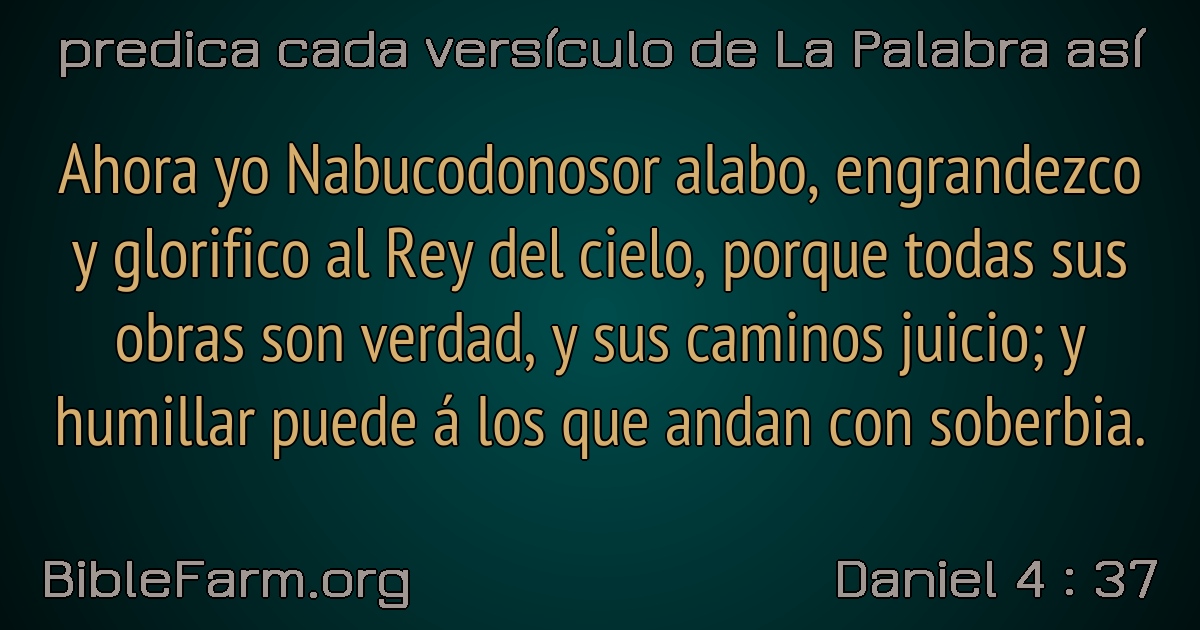 predica cada versículo de La Palabra así
Ahora yo Nabucodonosor alabo, engrandezco
y glorifico al Rey del cielo, porque todas sus
obras son verdad, y sus caminos juicio; y
humillar puede á los que andan con soberbia.
BibleFarm.org
Daniel 4 : 37